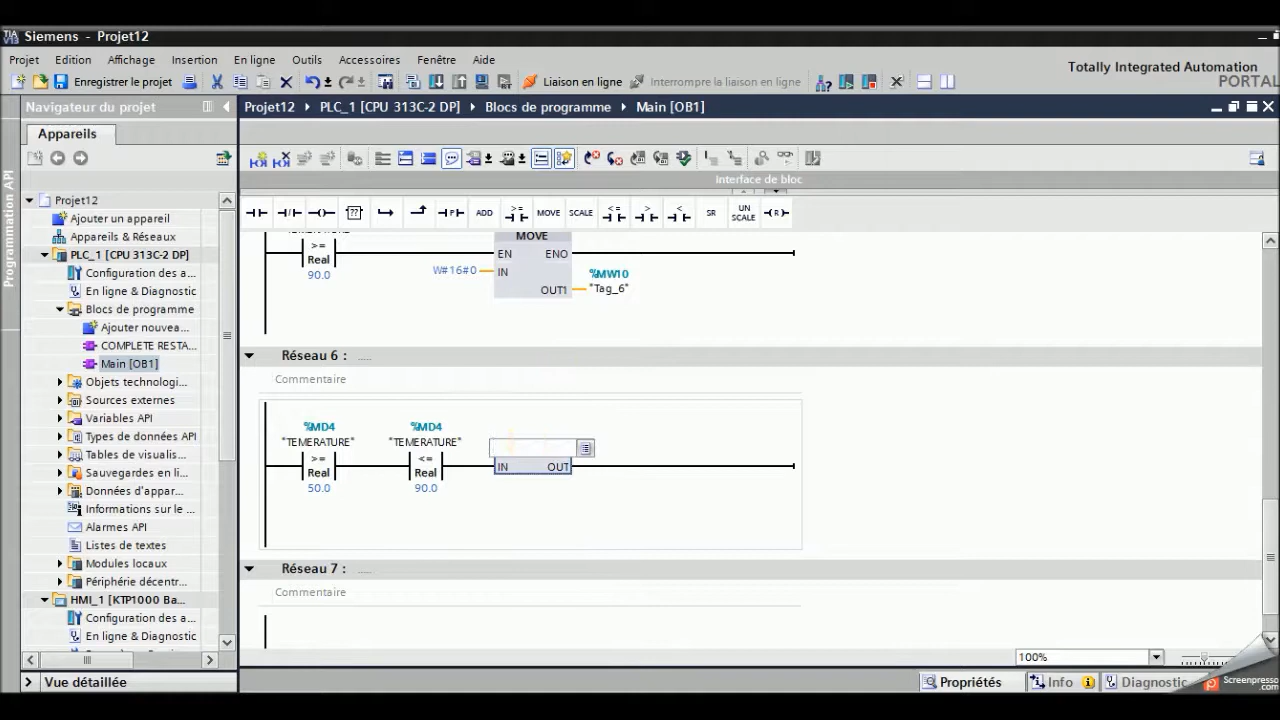 TIA V13 Siemens - Projet12
Projet Edition Affichage Insertion En ligne Outils Accessoires Fenêtre Aide
Totally Integrated Automation
PORTAL
Enregistrer le projet Liaison en ligne Interrompre la liaison en ligne
Navigateur du projet
Projet12 PLC_1 [CPU 313C-2 DP] Blocs de programme Main [OB1]
Appareils
Programmation API
Interface de bloc
Projet12
Ajouter un appareil
Appareils & Réseaux
PLC_1 [CPU 313C-2 DP]
Configuration des a...
En ligne & Diagnostic
Blocs de programme
Ajouter nouvea...
COMPLETE RESTA...
Main [OB1]
Objets technologi...
Sources externes
Variables API
Types de données API
Tables de visualis...
Sauvegardes en li...
Données d'appar...
Informations sur le ...
Alarmes API
Listes de textes
Modules locaux
Périphérie décentr...
HMI_1 [KTP1000 Ba...
Configuration des a...
En ligne & Diagnostic
Vue détaillée
?? P ADD >= MOVE SCALE <= > < SR UN SCALE R
>=
Real
90.0
MOVE
EN ENO
W#16#0 IN
%MW10
OUT1 "Tag_6"
Réseau 6 : .....
Commentaire
%MD4 %MD4
"TEMERATURE" "TEMERATURE"
>= <=
Real Real
50.0 90.0
IN OUT
Réseau 7 : .....
Commentaire
100%
Propriétés Info Diagnostic
Screenpresso
.com